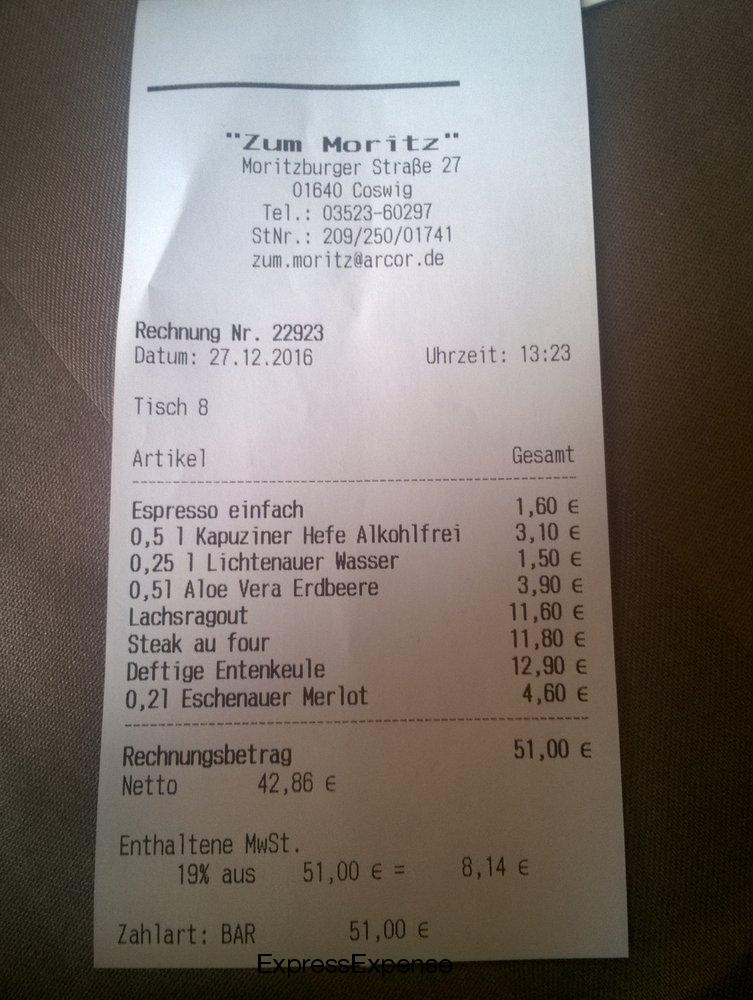 "Zum Moritz"
Moritzburger Straße 27
01640 Coswig
Tel.: 03523-60297
StNr.: 209/250/01741
zum.moritz@arcor.de
Rechnung Nr. 22923
Datum: 27.12.2016 Uhrzeit: 13:23
Tisch 8
Artikel Gesamt
Espresso einfach 1,60 €
0,5 l Kapuziner Hefe Alkohlfrei 3,10 €
0,25 l Lichtenauer Wasser 1,50 €
0,5l Aloe Vera Erdbeere 3,90 €
Lachsragout 11,60 €
Steak au four 11,80 €
Deftige Entenkeule 12,90 €
0,2l Eschenauer Merlot 4,60 €
Rechnungsbetrag 51,00 €
Netto 42,86 €
Enthaltene MwSt.
19% aus 51,00 € = 8,14 €
Zahlart: BAR 51,00 €
ExpressExpense